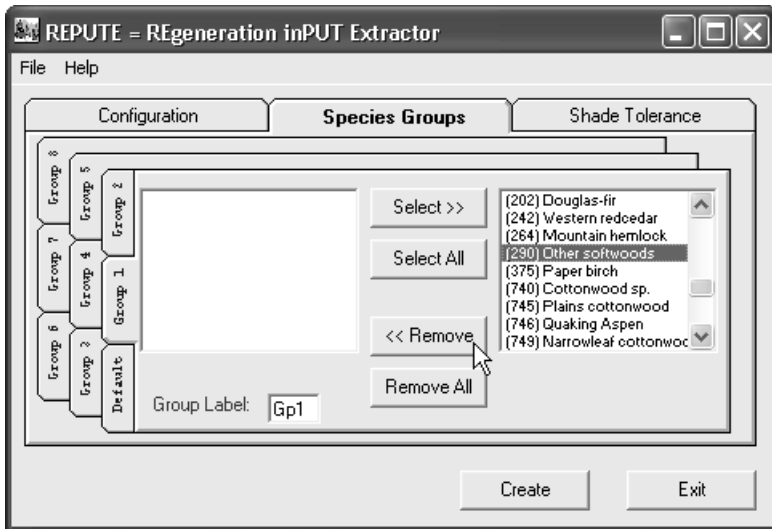 REPUTE = REgeneration inPUT Extractor
File Help
Configuration Species Groups Shade Tolerance
Group 8
Group 7
Group 6
Group 5
Group 4
Group 3
Group 2
Group 1
Default
Select >>
Select All
<< Remove
Remove All
(202) Douglas-fir
(242) Western redcedar
(264) Mountain hemlock
(290) Other softwoods
(375) Paper birch
(740) Cottonwood sp.
(745) Plains cottonwood
(746) Quaking Aspen
(749) Narrowleaf cottonwoo
Group Label: Gp1
Create Exit